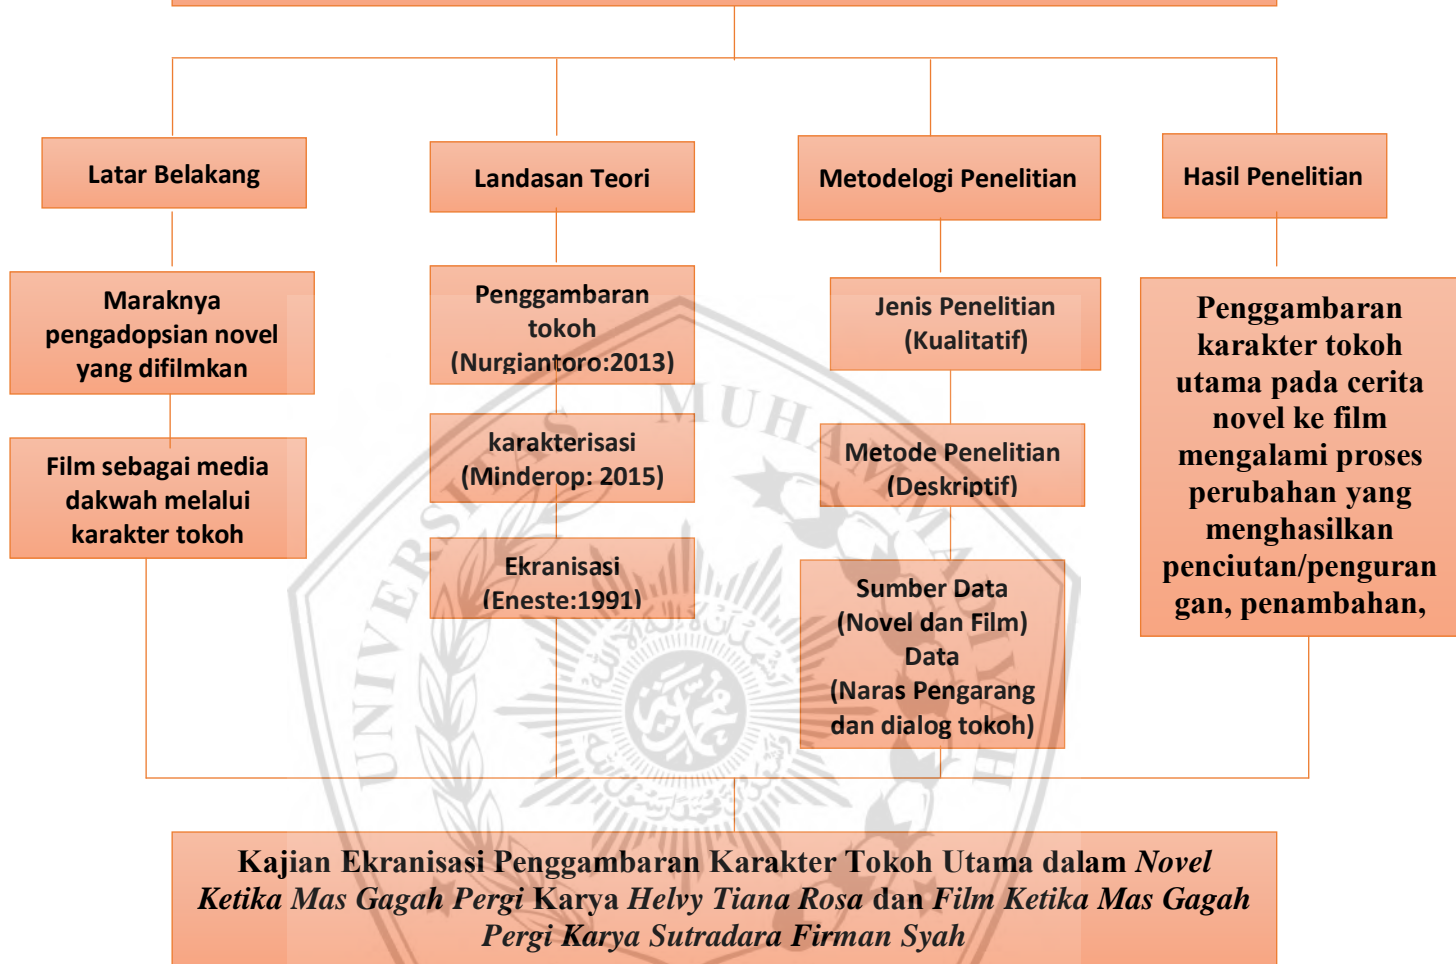 Latar Belakang
Maraknya
pengadopsian novel
yang difilmkan
Film sebagai media
dakwah melalui
karakter tokoh
Landasan Teori
Penggambaran
tokoh
(Nurgiantoro:2013)
karakterisasi
(Minderop: 2015)
Ekranisasi
(Eneste:1991)
Metodelogi Penelitian
Jenis Penelitian
(Kualitatif)
Metode Penelitian
(Deskriptif)
Sumber Data
(Novel dan Film)
Data
(Naras Pengarang
dan dialog tokoh)
Hasil Penelitian
Penggambaran
karakter tokoh
utama pada cerita
novel ke film
mengalami proses
perubahan yang
menghasilkan
penciutan/penguran
gan, penambahan,
Kajian Ekranisasi Penggambaran Karakter Tokoh Utama dalam Novel
Ketika Mas Gagah Pergi Karya Helvy Tiana Rosa dan Film Ketika Mas Gagah
Pergi Karya Sutradara Firman Syah
UNIVERSITAS MUHAMMADIYAH